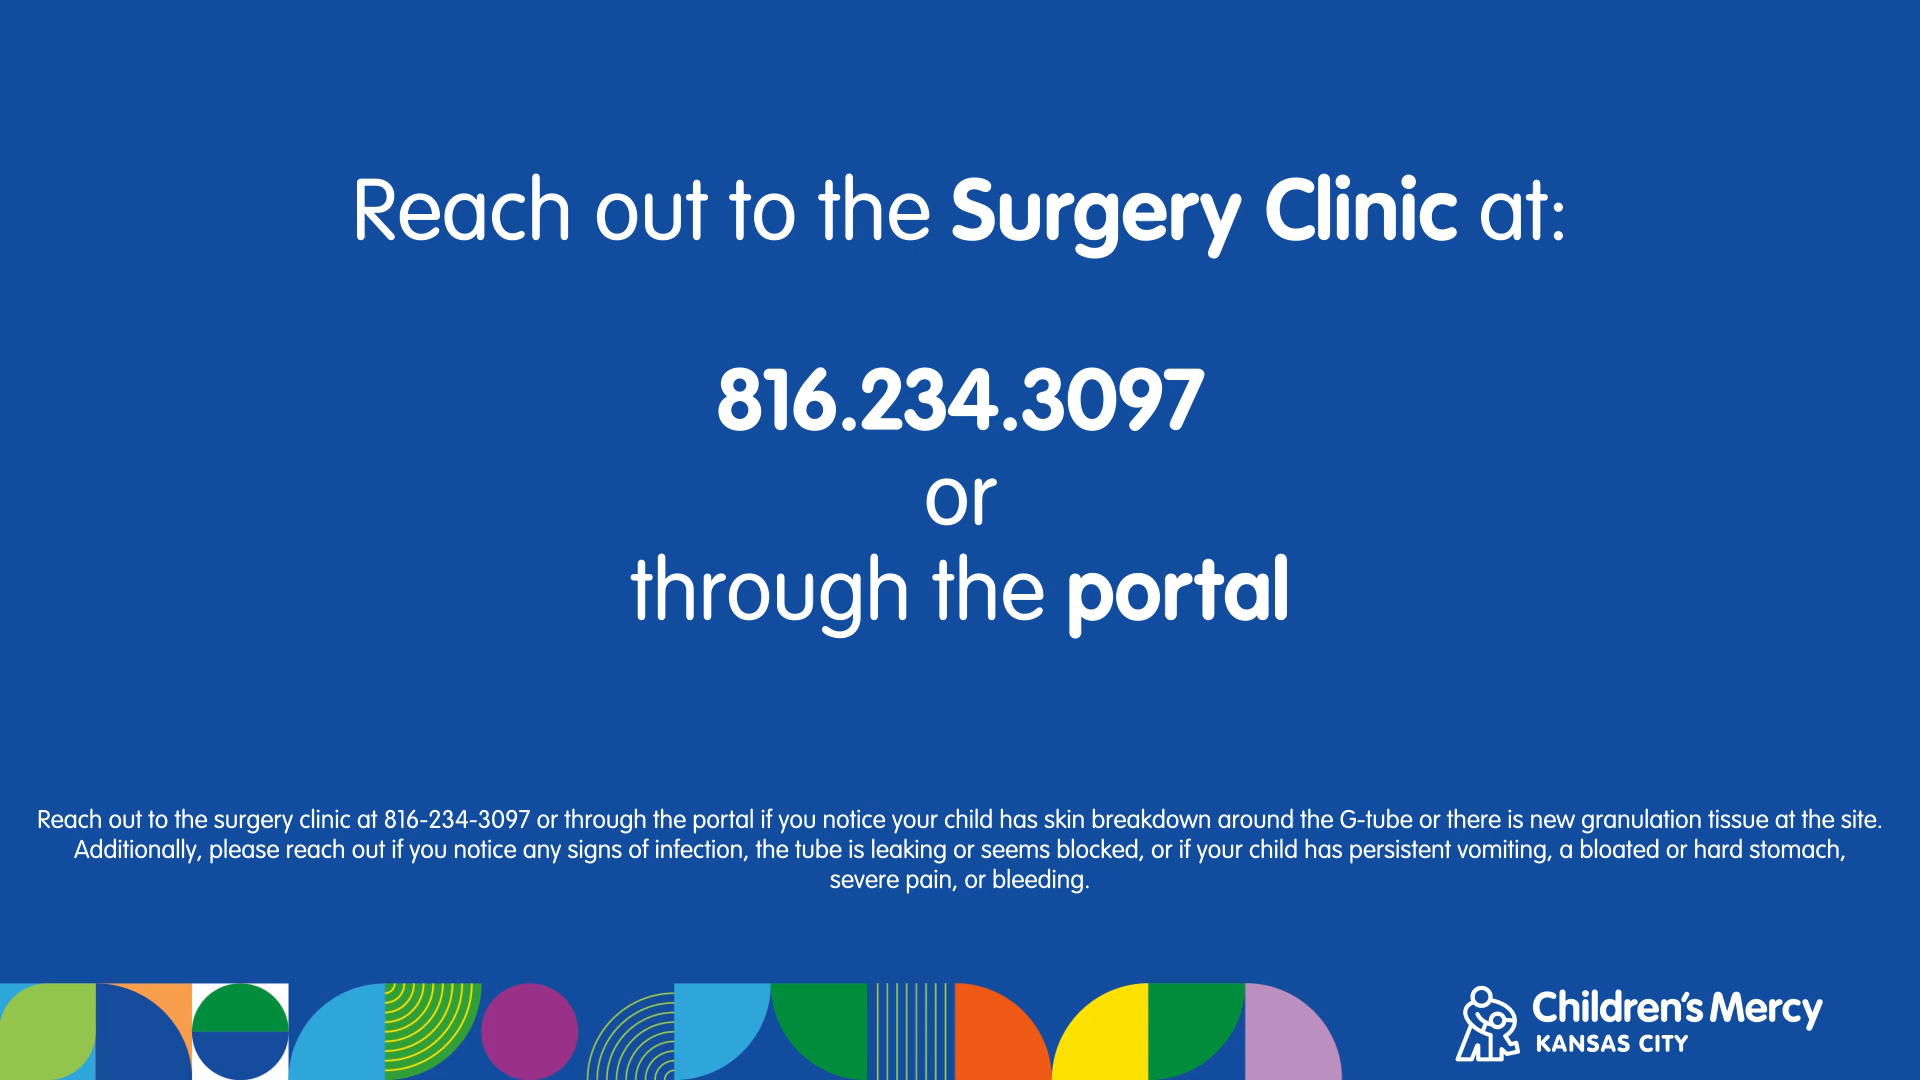 Reach out to the Surgery Clinic at:
816.234.3097
or
through the portal
Reach out to the surgery clinic at 816-234-3097 or through the portal if you notice your child has skin breakdown around the G-tube or there is new granulation tissue at the site.
Additionally, please reach out if you notice any signs of infection, the tube is leaking or seems blocked, or if your child has persistent vomiting, a bloated or hard stomach,
severe pain, or bleeding.
Children's Mercy
KANSAS CITY